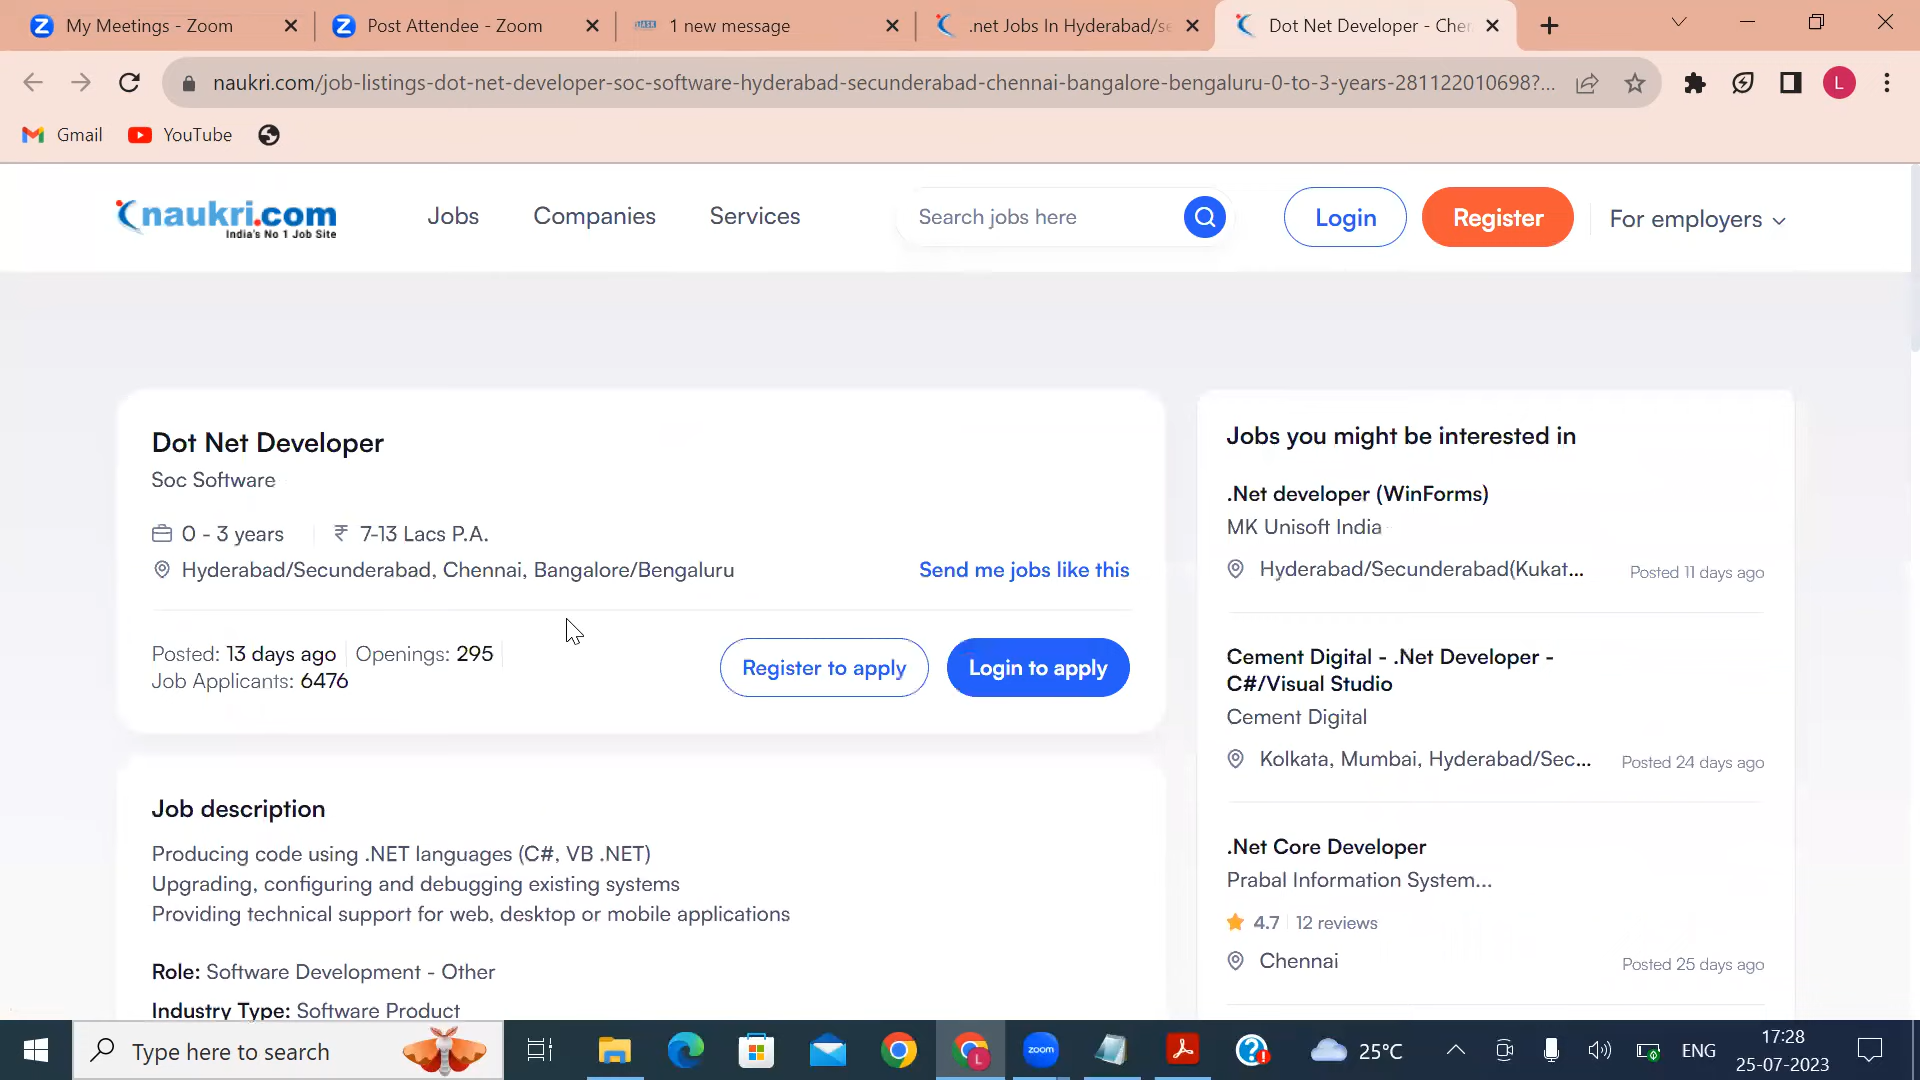 My Meetings - Zoom
Post Attendee - Zoom
1 new message
.net Jobs In Hyderabad/se
Dot Net Developer - Chen
naukri.com/job-listings-dot-net-developer-soc-software-hyderabad-secunderabad-chennai-bangalore-bengaluru-0-to-3-years-281122010698?...
L
Gmail
YouTube
naukri.com
India's No 1 Job Site
Jobs
Companies
Services
Search jobs here
Login
Register
For employers
Dot Net Developer
Soc Software
0 - 3 years
₹ 7-13 Lacs P.A.
Hyderabad/Secunderabad, Chennai, Bangalore/Bengaluru
Send me jobs like this
Posted: 13 days ago
Openings: 295
Job Applicants: 6476
Register to apply
Login to apply
Job description
Producing code using .NET languages (C#, VB .NET)
Upgrading, configuring and debugging existing systems
Providing technical support for web, desktop or mobile applications
Role: Software Development - Other
Industry Type: Software Product
Jobs you might be interested in
.Net developer (WinForms)
MK Unisoft India
Hyderabad/Secunderabad(Kukat...
Posted 11 days ago
Cement Digital - .Net Developer -
C#/Visual Studio
Cement Digital
Kolkata, Mumbai, Hyderabad/Sec...
Posted 24 days ago
.Net Core Developer
Prabal Information System...
4.7
12 reviews
Chennai
Posted 25 days ago
Type here to search
L
zoom
25°C
ENG
17:28
25-07-2023